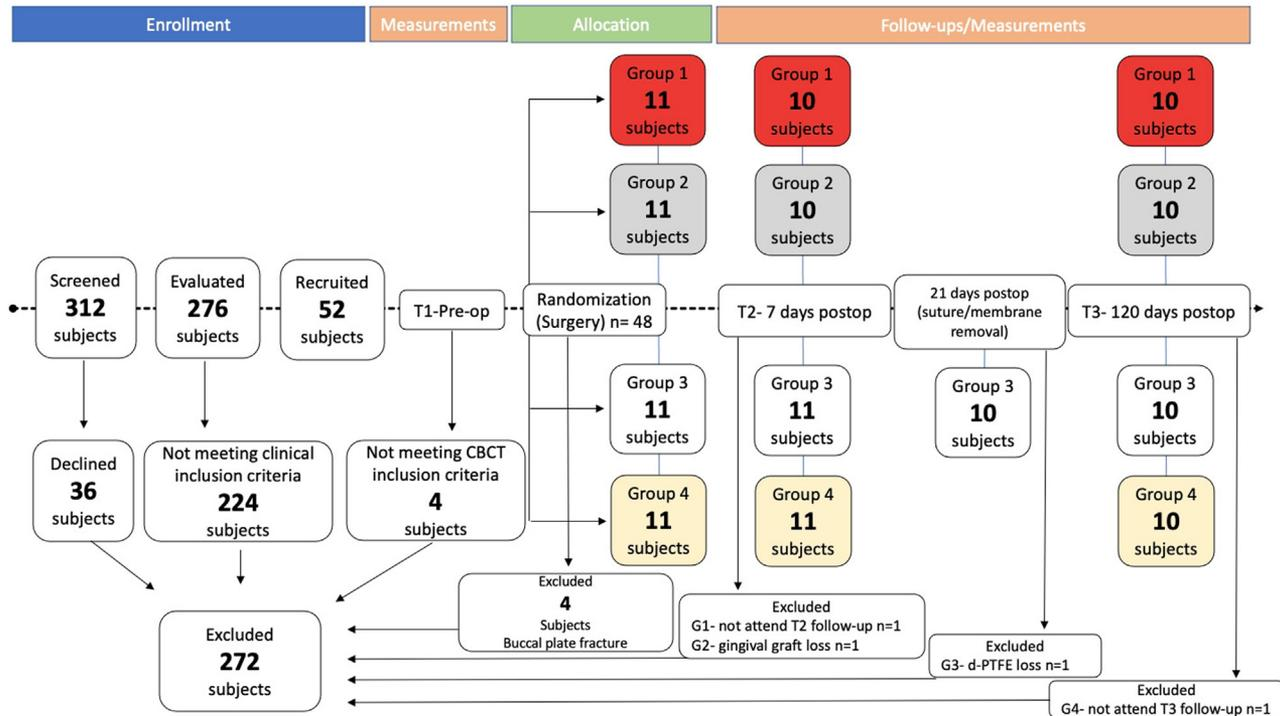 Enrollment
Measurements
Allocation
Follow-ups/Measurements
Screened
312
subjects
Evaluated
276
subjects
Recruited
52
subjects
T1-Pre-op
Randomization
(Surgery) n= 48
Group 1
11
subjects
Group 2
11
subjects
Group 3
11
subjects
Group 4
11
subjects
Group 1
10
subjects
Group 2
10
subjects
T2- 7 days postop
Group 3
11
subjects
Group 4
11
subjects
21 days postop
(suture/membrane
removal)
Group 3
10
subjects
Group 1
10
subjects
Group 2
10
subjects
T3- 120 days postop
Group 3
10
subjects
Group 4
10
subjects
Declined
36
subjects
Not meeting clinical
inclusion criteria
224
subjects
Not meeting CBCT
inclusion criteria
4
subjects
Excluded
272
subjects
Excluded
4
Subjects
Buccal plate fracture
Excluded
G1- not attend T2 follow-up n=1
G2- gingival graft loss n=1
Excluded
G3- d-PTFE loss n=1
Excluded
G4- not attend T3 follow-up n=1